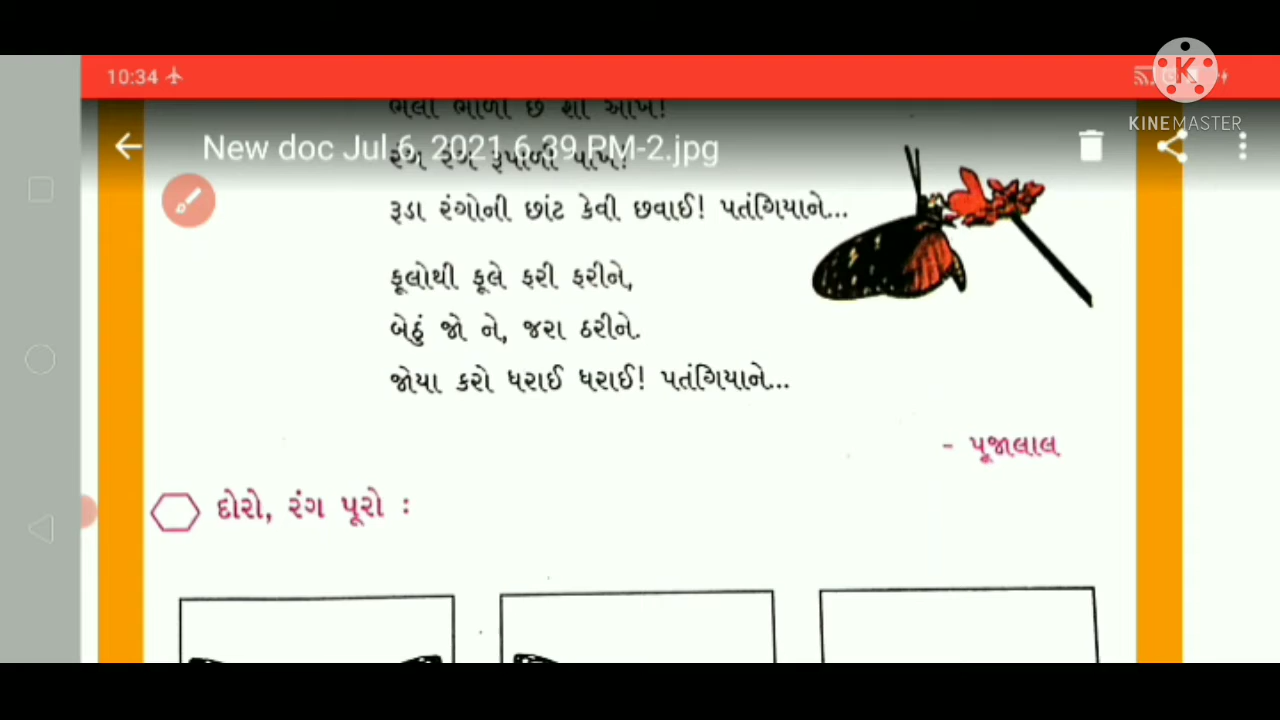 10:34
KINEMASTER
ભલી ભોળી છે શી આંખ!
New doc Jul 6, 2021 6.39 PM-2.jpg
રંગ રંગ રૂપાળી પાંખ!
રૂડા રંગોની છાંટ કેવી છવાઈ! પતંગિયાને...
ફૂલોથી ફૂલે ફરી ફરીને,
બેઠું જો ને, જરા ઠરીને.
જોયા કરો ધરાઈ ધરાઈ! પતંગિયાને...
- પૂજાલાલ
દોરો, રંગ પૂરો :